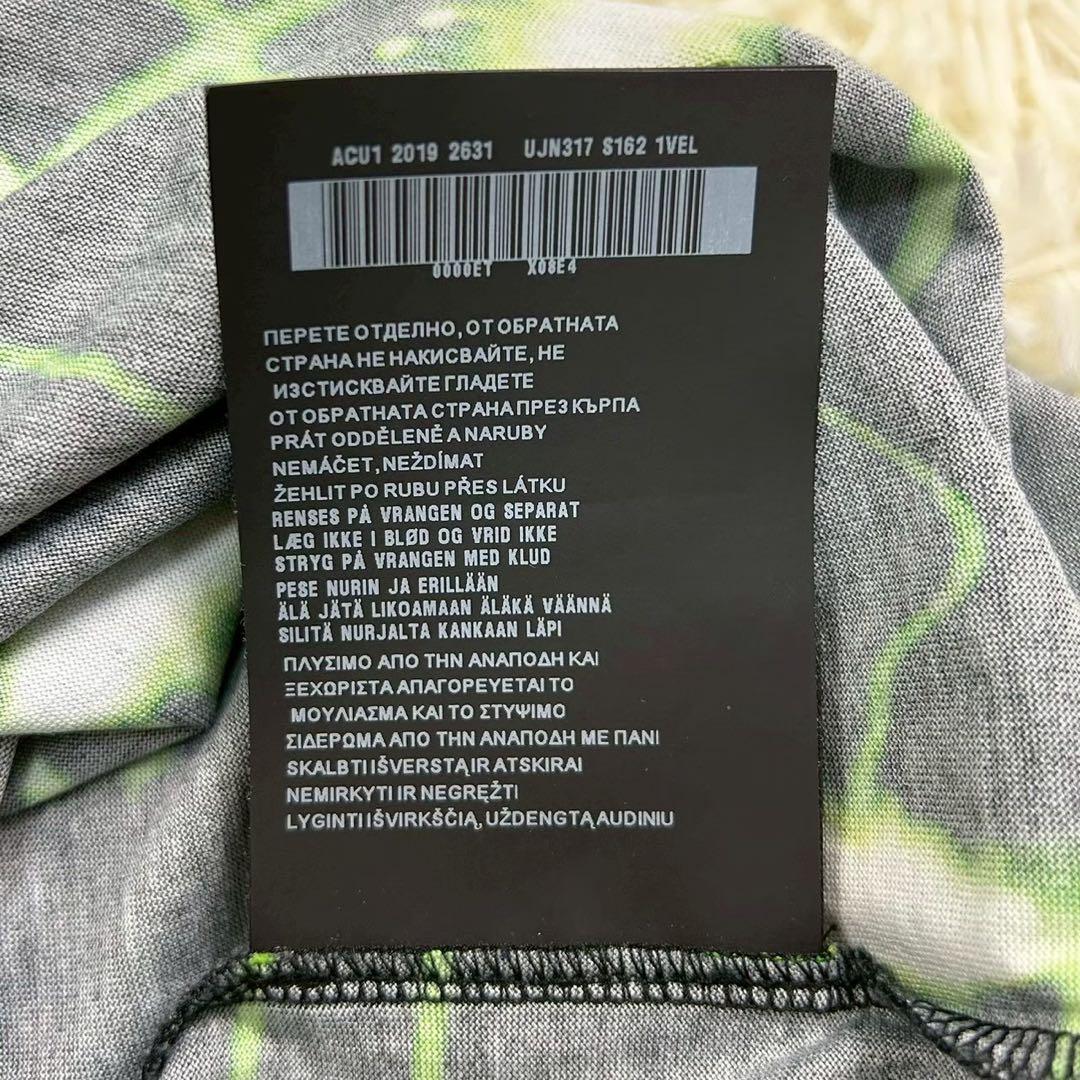 ACU1 2019 2631 UJN317 S162 1VEL
0000ET X08E4
ПЕРЕТЕ ОТДЕЛНО, ОТ ОБРАТНАТА
СТРАНА НЕ НАКИСВАЙТЕ, НЕ
ИЗСТИСКВАЙТЕ ГЛАДЕТЕ
ОТ ОБРАТНАТА СТРАНА ПРЕЗ КЪРПА
PRÁT ODDĚLENĚ A NARUBY
NEMÁČET, NEŽDÍMAT
ŽEHLIT PO RUBU PŘES LÁTKU
RENSES PÅ VRANGEN OG SEPARAT
LÆG IKKE I BLØD OG VRID IKKE
STRYG PÅ VRANGEN MED KLUD
PESE NURIN JA ERILLÄÄN
ÄLÄ JÄTÄ LIKOAMAAN ÄLÄKÄ VÄÄNNÄ
SILITÄ NURJALTA KANKAAN LÄPI
ΠΛΥΣΙΜΟ ΑΠΟ ΤΗΝ ΑΝΑΠΟΔΗ ΚΑΙ
ΞΕΧΩΡΙΣΤΑ ΑΠΑΓΟΡΕΥΕΤΑΙ ΤΟ
ΜΟΥΛΙΑΣΜΑ ΚΑΙ ΤΟ ΣΤΥΨΙΜΟ
ΣΙΔΕΡΩΜΑ ΑΠΟ ΤΗΝ ΑΝΑΠΟΔΗ ΜΕ ΠΑΝΙ
SKALBTI IŠVERSTĄ IR ATSKIRAI
NEMIRKYTI IR NEGRĘŽTI
LYGINTI IŠVIRKŠČIĄ, UŽDENGTĄ AUDINIU